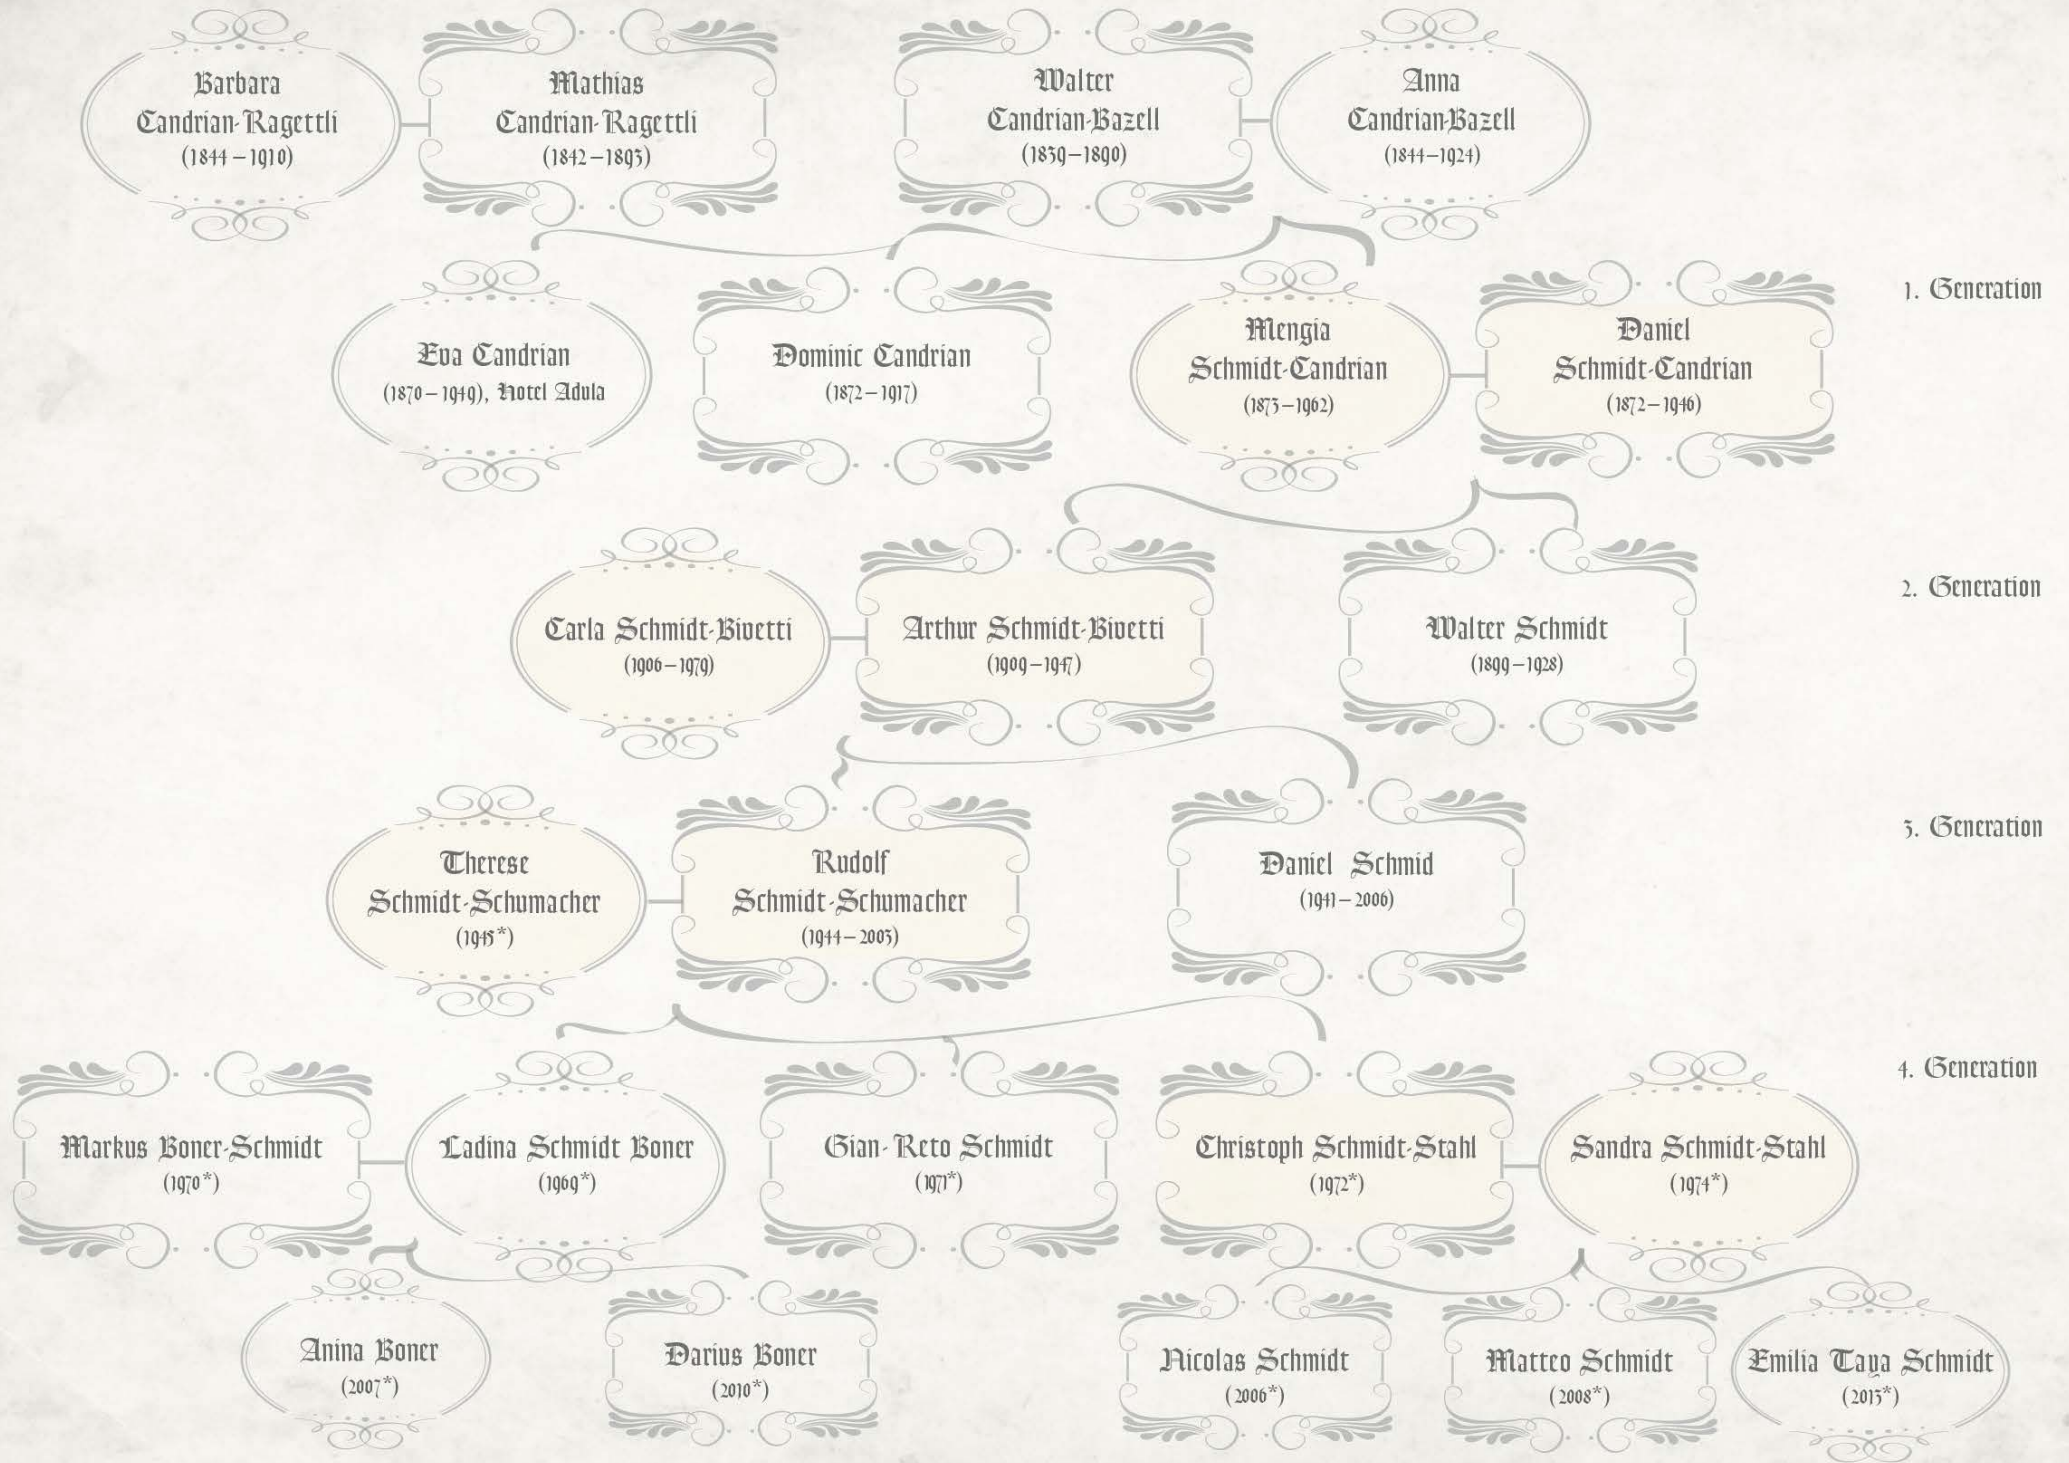 Barbara
Candrian-Ragettli
(1844 – 1910)
Mathias
Candrian-Ragettli
(1842 – 1893)
Walter
Candrian-Bazell
(1839 – 1890)
Anna
Candrian-Bazell
(1844 – 1924)
1. Generation
Eva Candrian
(1870 – 1949), Hotel Adula
Dominic Candrian
(1872 – 1917)
Mengia
Schmidt-Candrian
(1873 – 1962)
Daniel
Schmidt-Candrian
(1872 – 1946)
2. Generation
Carla Schmidt-Bivetti
(1906 – 1979)
Arthur Schmidt-Bivetti
(1909 – 1947)
Walter Schmidt
(1899 – 1928)
3. Generation
Therese
Schmidt-Schumacher
(1945*)
Rudolf
Schmidt-Schumacher
(1944 – 2003)
Daniel Schmid
(1941 – 2006)
4. Generation
Markus Boner-Schmidt
(1970*)
Ladina Schmidt Boner
(1969*)
Gian-Reto Schmidt
(1971*)
Christoph Schmidt-Stahl
(1972*)
Sandra Schmidt-Stahl
(1974*)
Anina Boner
(2007*)
Darius Boner
(2010*)
Nicolas Schmidt
(2006*)
Matteo Schmidt
(2008*)
Emilia Taya Schmidt
(2013*)